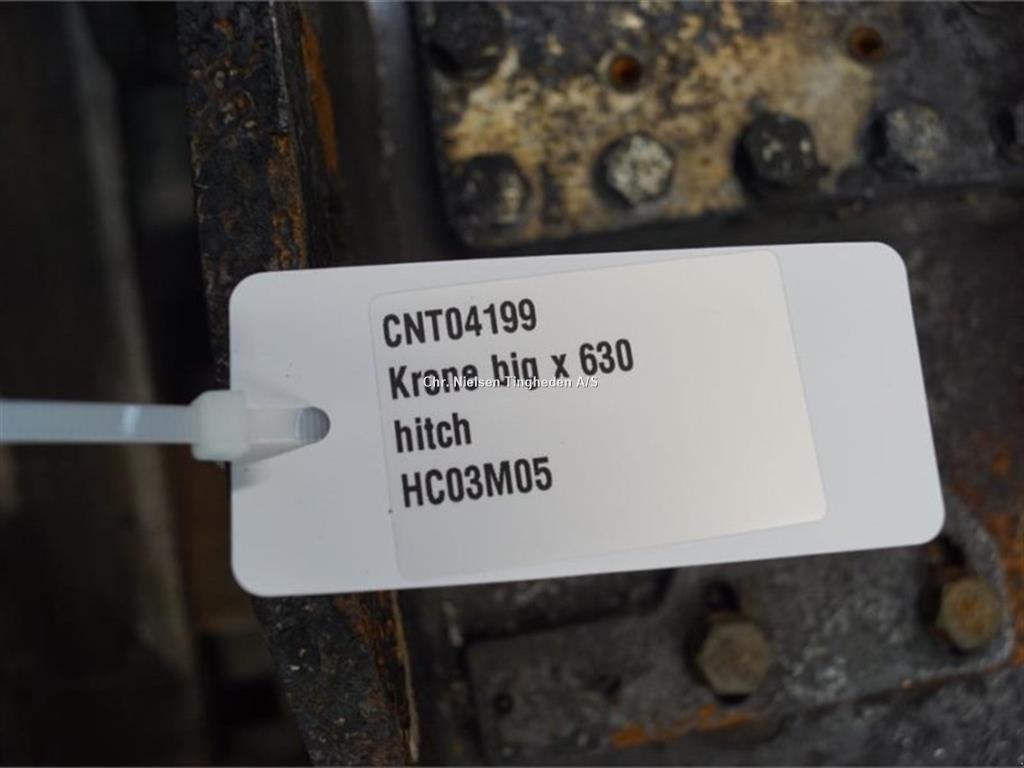 CNT04199
Krone big x 630
Chr. Nielsen Tingheden A/S
hitch
HC03M05